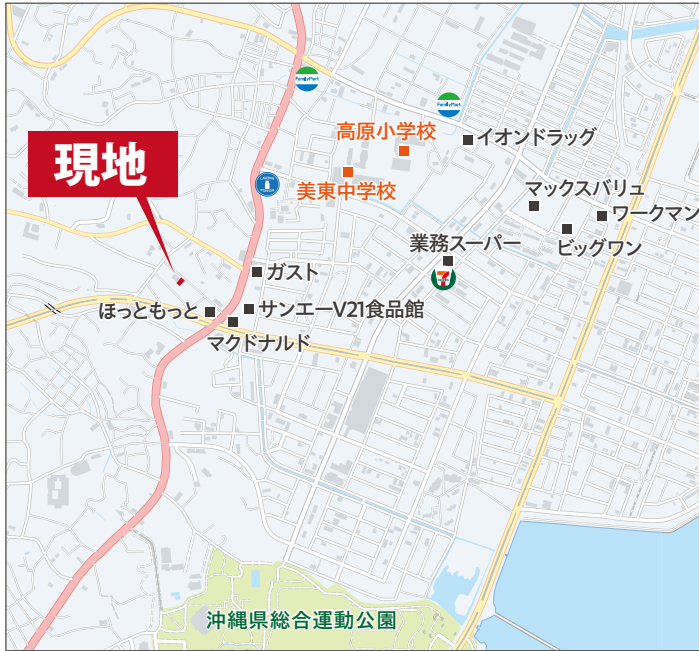 FamilyMart
FamilyMart
高原小学校
イオンドラッグ
現地
美東中学校
マックスバリュ
ワークマン
業務スーパー
ビッグワン
ガスト
7
ほっともっと
サンエーV21食品館
マクドナルド
沖縄県総合運動公園